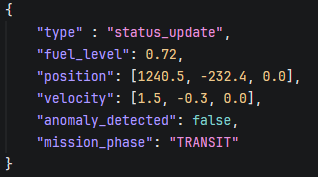 {
"type" : "status_update",
"fuel_level": 0.72,
"position": [1240.5, -232.4, 0.0],
"velocity": [1.5, -0.3, 0.0],
"anomaly_detected": false,
"mission_phase": "TRANSIT"
}